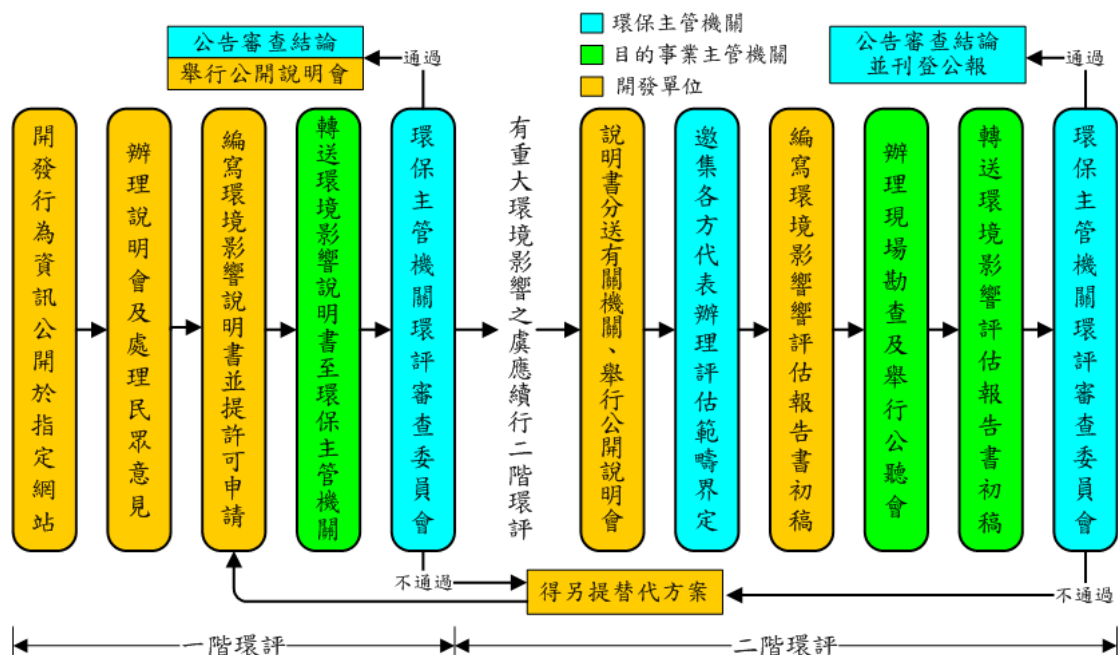 環保主管機關
目的事業主管機關
開發單位
公告審查結論
舉行公開說明會
通過
公告審查結論
並刊登公報
通過
開發行為資訊公開於指定網站
辦理說明會及處理民眾意見
編寫環境影響說明書並提許可申請
轉送環境影響說明書至環保主管機關
環保主管機關環評審查委員會
有重大環境影響之虞應續行二階環評
說明書分送有關機關、舉行公開說明會
邀集各方代表辦理評估範疇界定
編寫環境影響響評估報告書初稿
辦理現場勘查及舉行公聽會
轉送環境影響評估報告書初稿
環保主管機關環評審查委員會
不通過
得另提替代方案
不通過
一階環評
二階環評